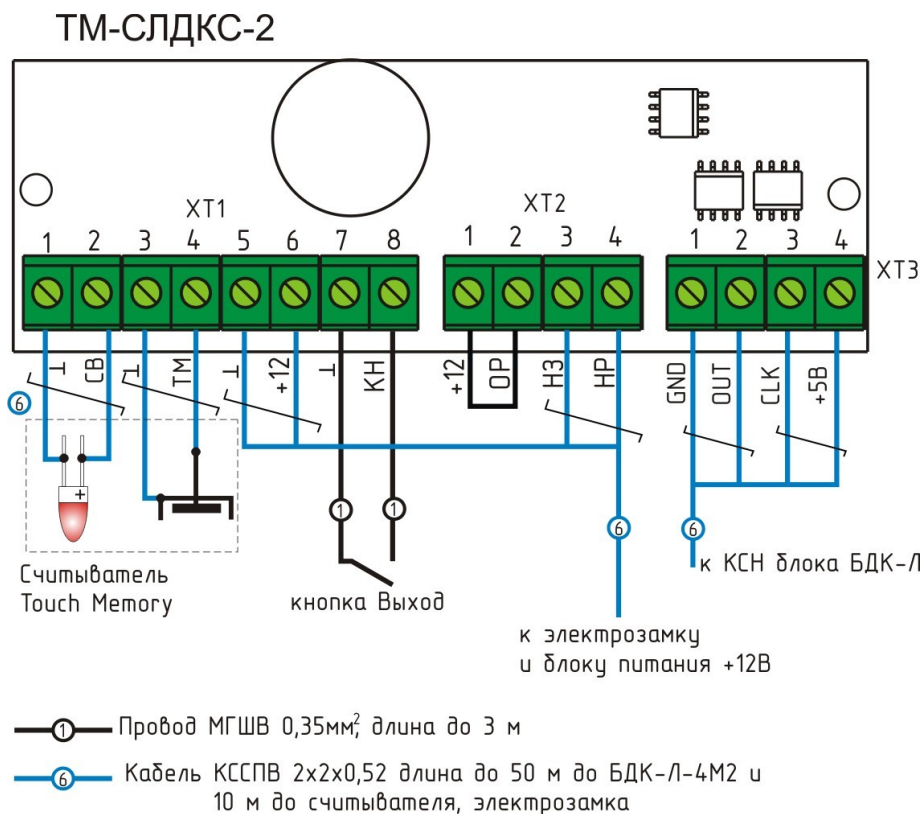 ТМ-СЛДКС-2
XT1
XT2
XT3
1 2 3 4 5 6 7 8
1 2 3 4
1 2 3 4
⊥ СВ ⊥ ТМ ⊥ +12 ⊥ КН
+12 ОР НЗ НР
GND OUT CLK +5В
6
+
1 1
6
6
Считыватель
Touch Memory
кнопка Выход
к КСН блока БДК-Л
к электрозамку
и блоку питания +12В
1 Провод МГШВ 0,35мм², длина до 3 м
6 Кабель КССПВ 2х2х0,52 длина до 50 м до БДК-Л-4М2 и
10 м до считывателя, электрозамка